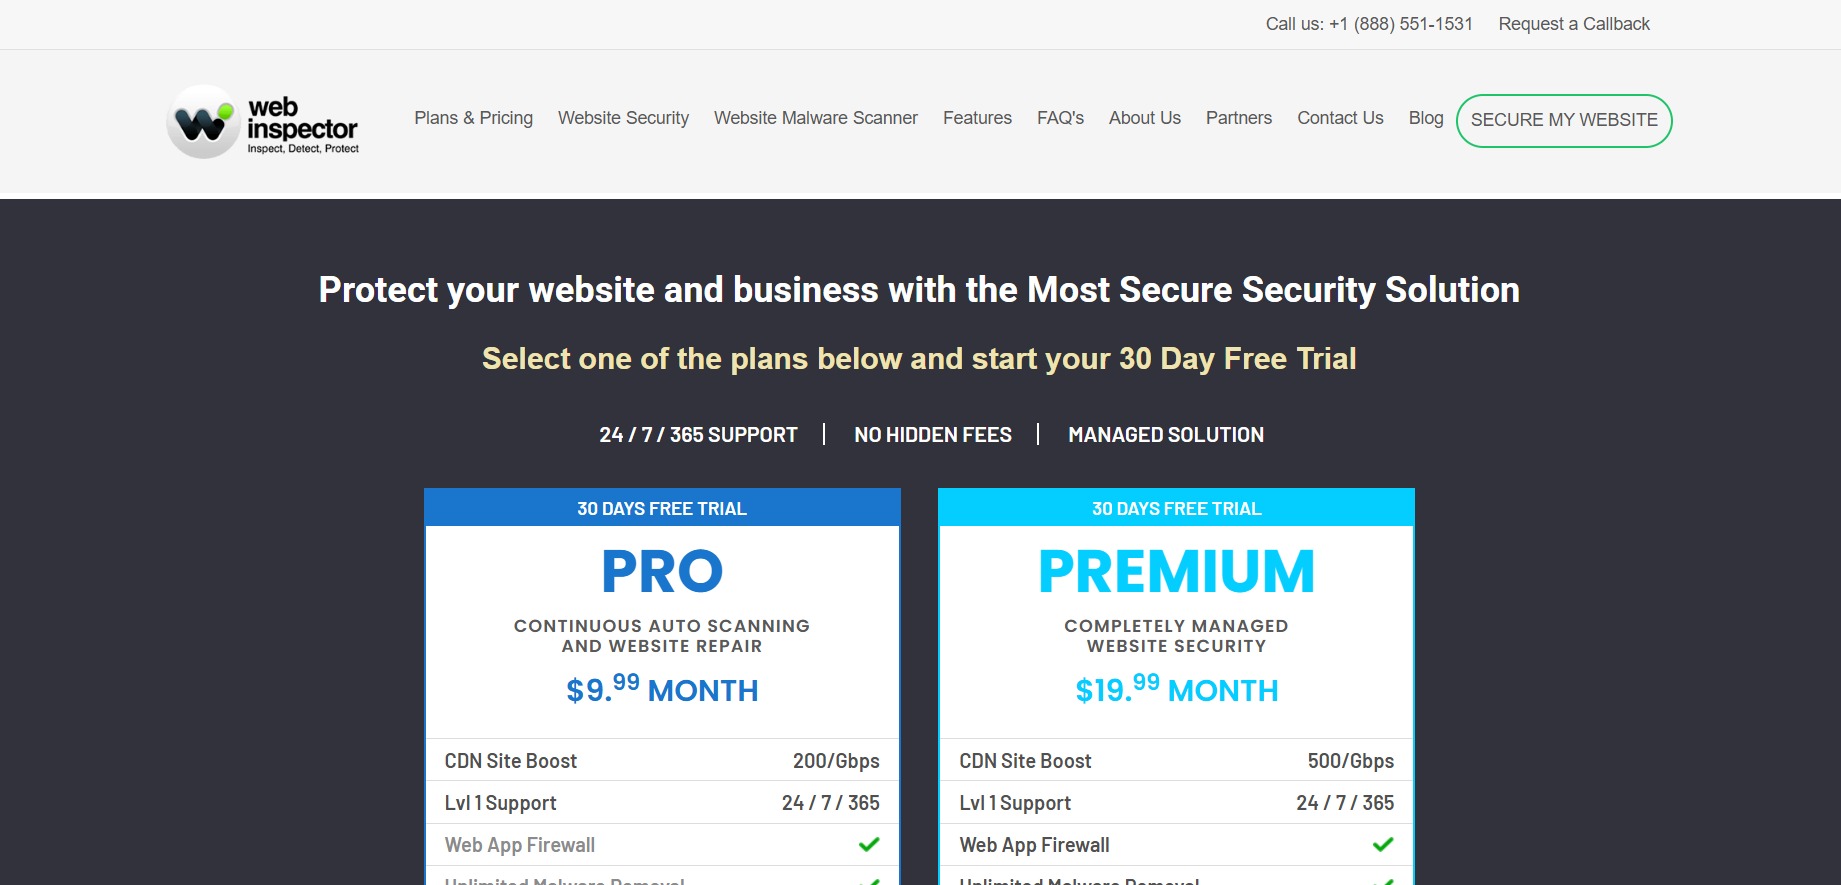 Call us: +1 (888) 551-1531 Request a Callback
web
inspector
Inspect, Detect, Protect
Plans & Pricing Website Security Website Malware Scanner Features FAQ's About Us Partners Contact Us Blog SECURE MY WEBSITE
Protect your website and business with the Most Secure Security Solution
Select one of the plans below and start your 30 Day Free Trial
24 / 7 / 365 SUPPORT NO HIDDEN FEES MANAGED SOLUTION
30 DAYS FREE TRIAL
PRO
CONTINUOUS AUTO SCANNING
AND WEBSITE REPAIR
$9.99 MONTH
CDN Site Boost 200/Gbps
Lvl 1 Support 24 / 7 / 365
Web App Firewall
Unlimited Malware Removal
30 DAYS FREE TRIAL
PREMIUM
COMPLETELY MANAGED
WEBSITE SECURITY
$19.99 MONTH
CDN Site Boost 500/Gbps
Lvl 1 Support 24 / 7 / 365
Web App Firewall
Unlimited Malware Removal